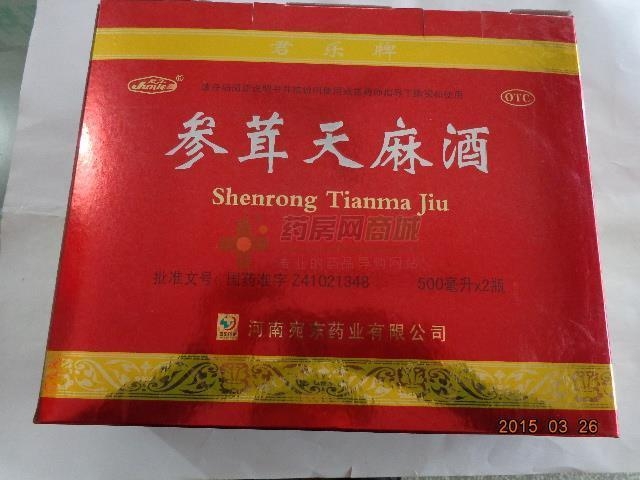 君乐牌
君乐
Junle
®
请仔细阅读说明书并按说明使用或在药师指导下购买和使用
OTC
参茸天麻酒
Shenrong Tianma Jiu
药房网商城
专业的药品导购网站
批准文号: 国药准字 Z41021348
500毫升x2瓶
河南宛东药业有限公司
2015 03 26